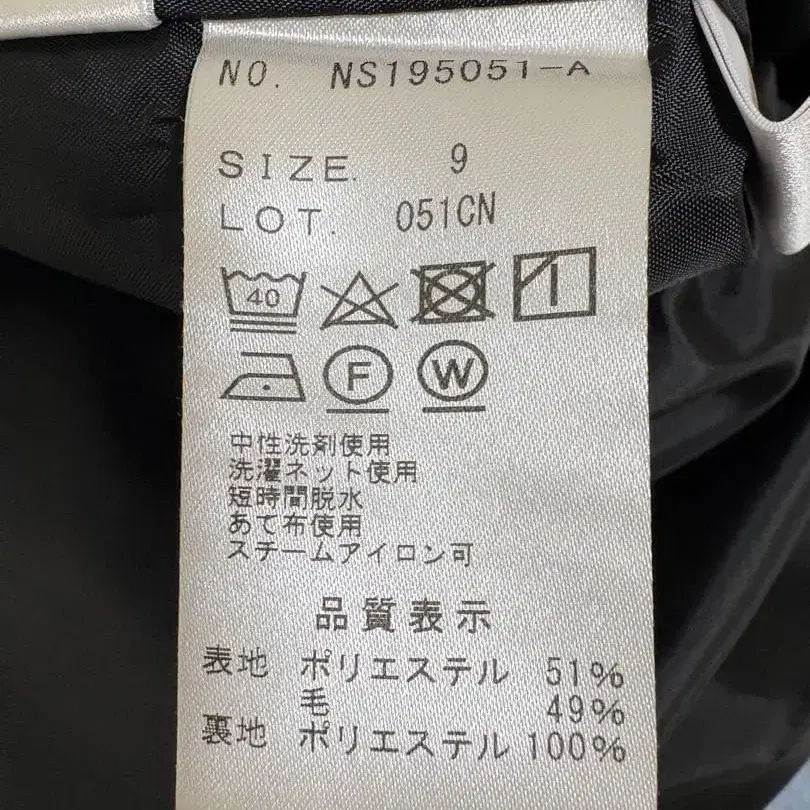 NO. NS195051-A
SIZE. 9
LOT. 051CN
40
F W
中性洗剤使用
洗濯ネット使用
短時間脱水
あて布使用
スチームアイロン可
品質表示
表地 ポリエステル 51%
毛 49%
裏地 ポリエステル 100%